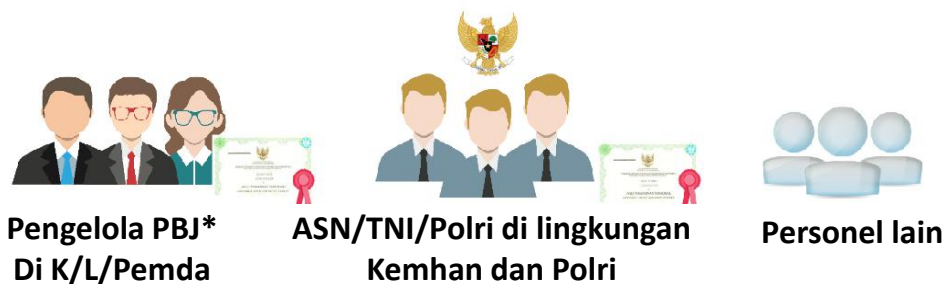 Pengelola PBJ*
Di K/L/Pemda
ASN/TNI/Polri di lingkungan
Kemhan dan Polri
Personel lain